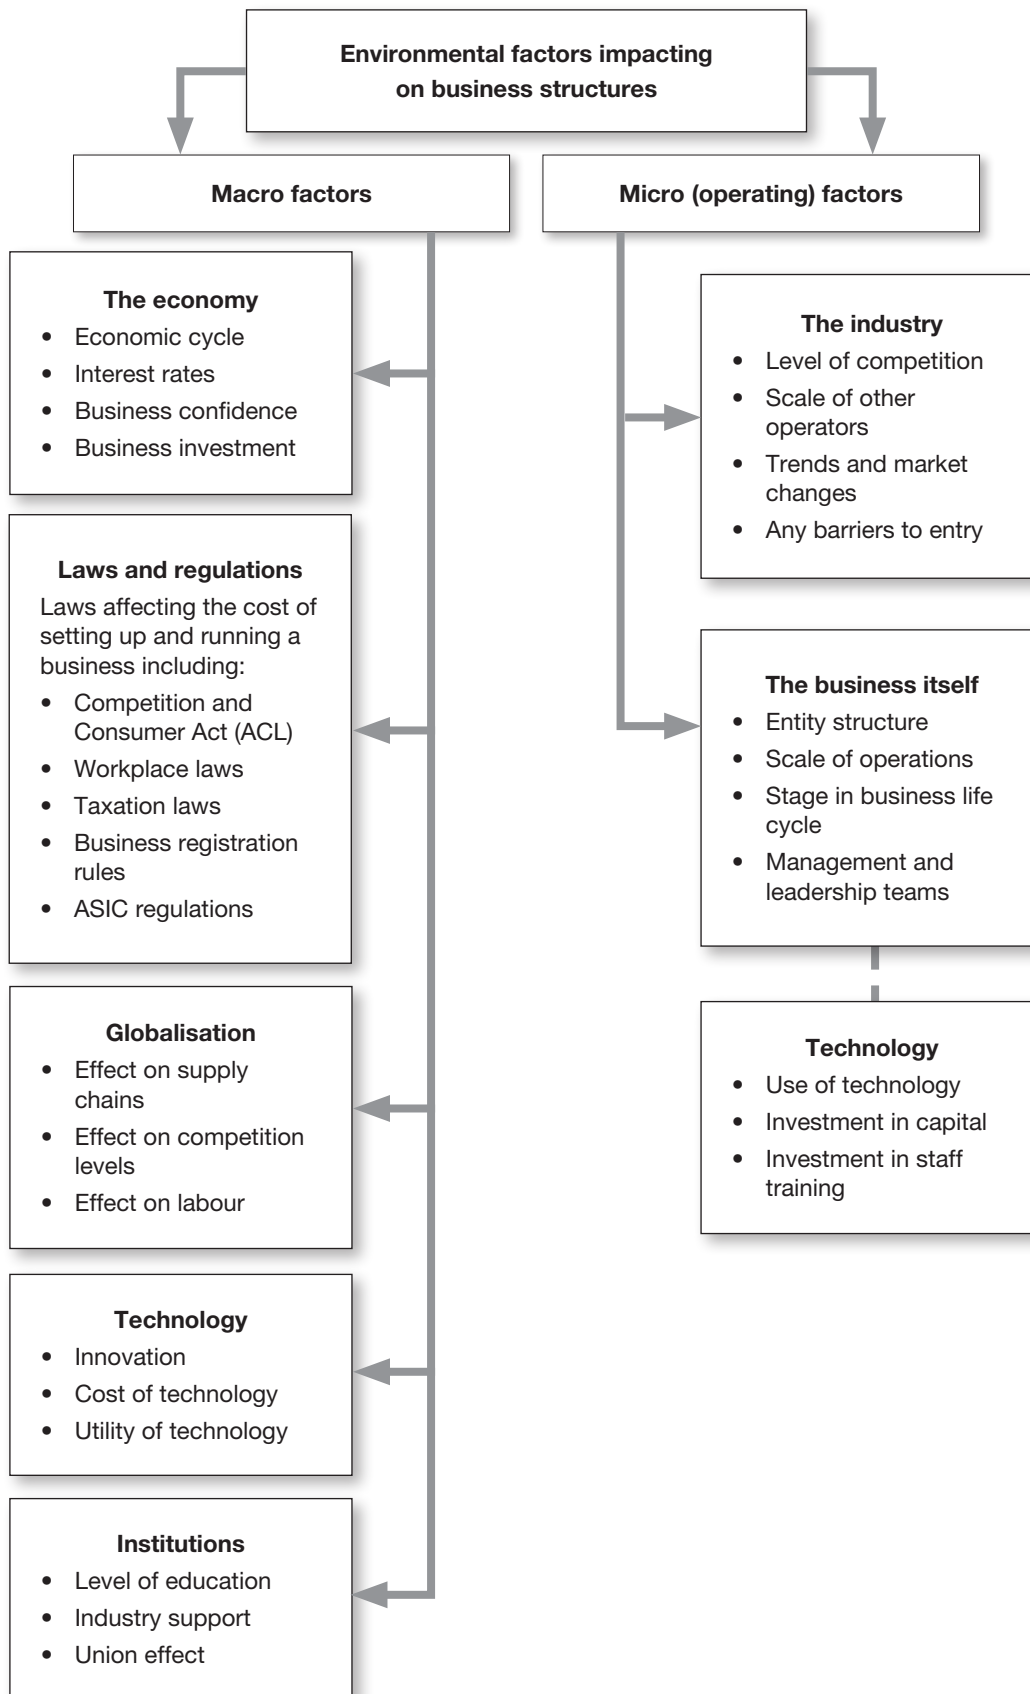 Environmental factors impacting
on business structures
Macro factors
The economy
• Economic cycle
• Interest rates
• Business confidence
• Business investment
Laws and regulations
Laws affecting the cost of
setting up and running a
business including:
• Competition and
Consumer Act (ACL)
• Workplace laws
• Taxation laws
• Business registration
rules
• ASIC regulations
Globalisation
• Effect on supply
chains
• Effect on competition
levels
• Effect on labour
Technology
• Innovation
• Cost of technology
• Utility of technology
Institutions
• Level of education
• Industry support
• Union effect
Micro (operating) factors
The industry
• Level of competition
• Scale of other
operators
• Trends and market
changes
• Any barriers to entry
The business itself
• Entity structure
• Scale of operations
• Stage in business life
cycle
• Management and
leadership teams
Technology
• Use of technology
• Investment in capital
• Investment in staff
training